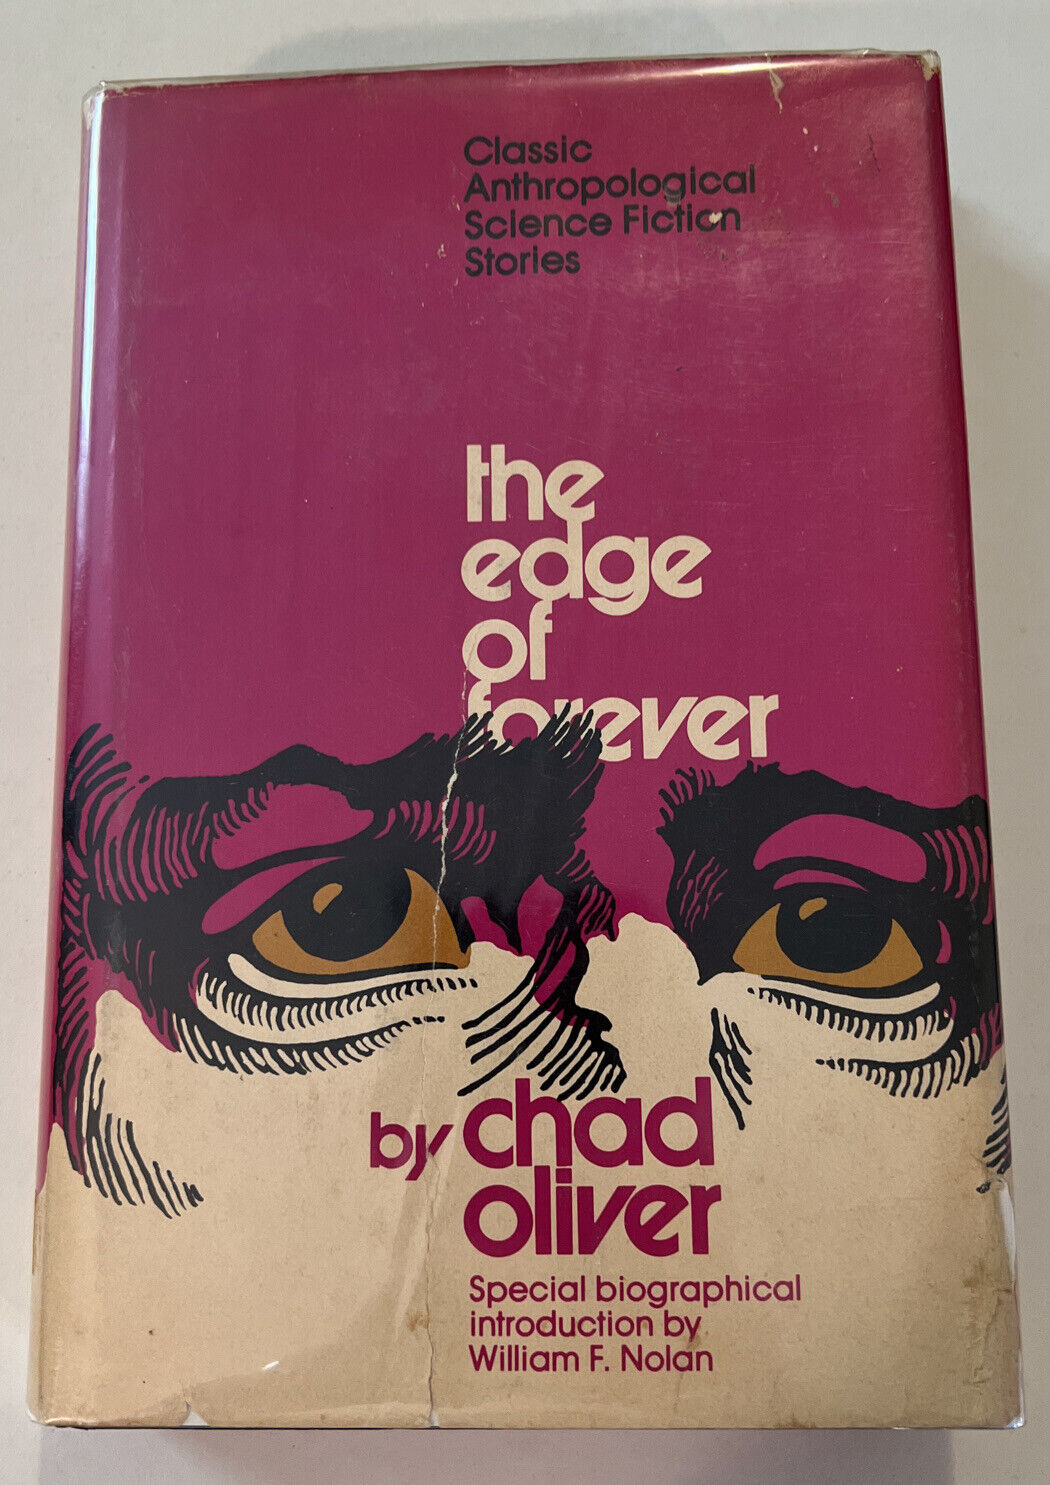 Classic
Anthropological
Science Fiction
Stories
the
edge
of
forever
by chad
oliver
Special biographical
introduction by
William F. Nolan